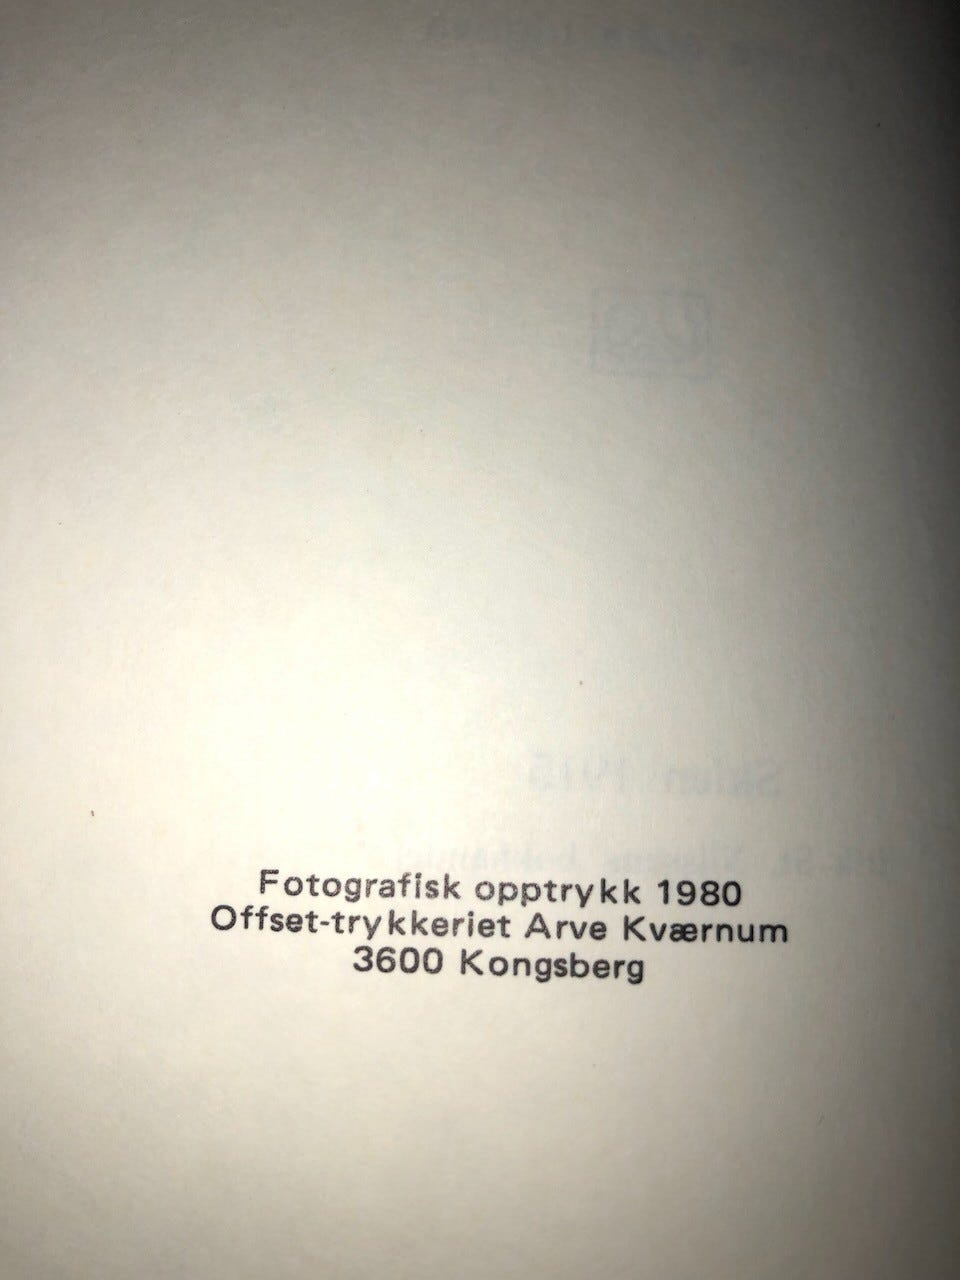 Fotografisk opptrykk 1980
Offset-trykkeriet Arve Kværnum
3600 Kongsberg